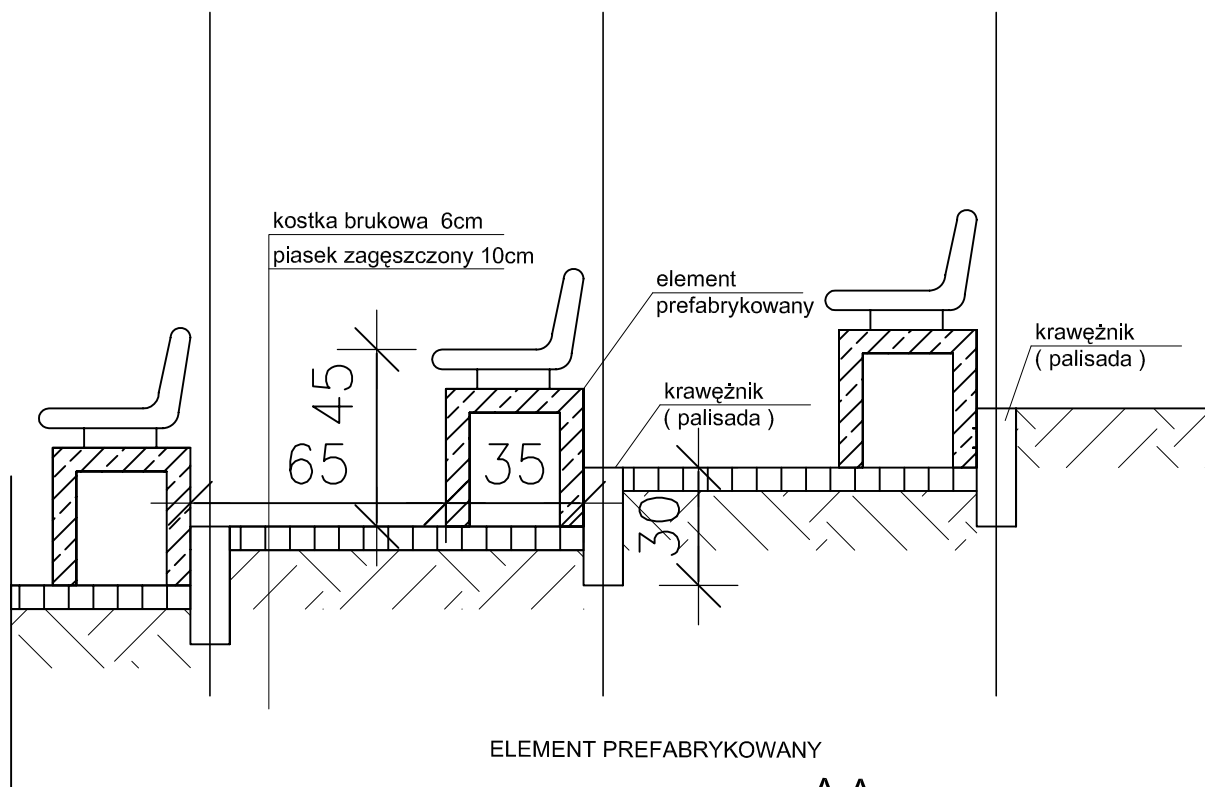 kostka brukowa 6cm
piasek zagęszczony 10cm
element
prefabrykowany
krawężnik
( palisada )
krawężnik
( palisada )
45
65
35
30
ELEMENT PREFABRYKOWANY
A-A